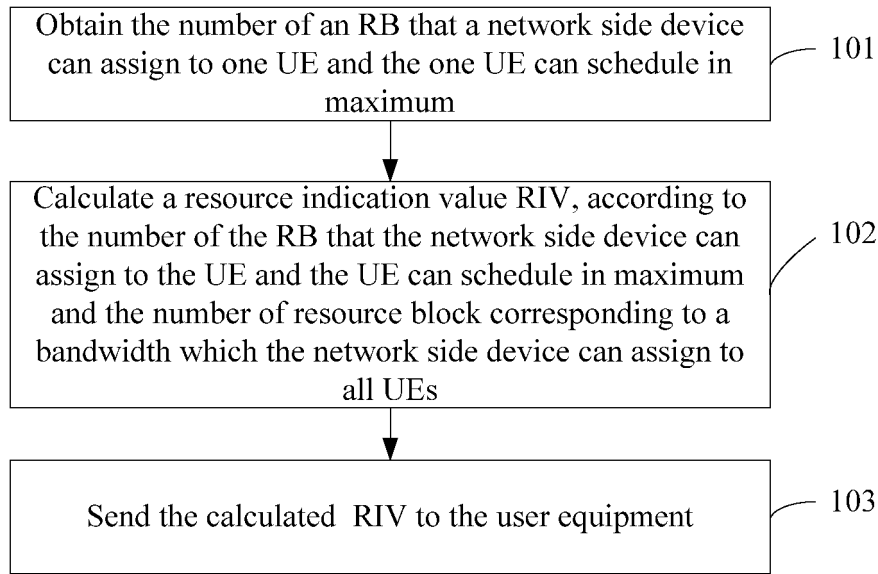 Obtain the number of an RB that a network side device
can assign to one UE and the one UE can schedule in
maximum
101
Calculate a resource indication value RIV, according to
the number of the RB that the network side device can
assign to the UE and the UE can schedule in maximum
and the number of resource block corresponding to a
bandwidth which the network side device can assign to
all UEs
102
Send the calculated RIV to the user equipment
103